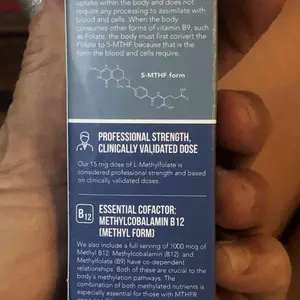 uptake within the body and does not
require any processing to assimilate with
blood and cells. When the body
consumes other forms of vitamin B9, such
as Folate, the body must first convert the
Folate to 5-MTHF because that is the
form the blood and cells require.
5-MTHF form
PROFESSIONAL STRENGTH,
CLINICALLY VALIDATED DOSE
Our 15 mg dose of L-Methylfolate is
considered professional strength and based
on clinically validated doses.
B12
ESSENTIAL COFACTOR:
METHYLCOBALAMIN B12
(METHYL FORM)
We also include a full serving of 1000 mcg of
Methyl B12. Methylcobalamin (B12) and
Methylfolate (B9) have co-dependent
relationships. Both of these are crucial to the
body's methylation pathways. The
combination of both methylated nutrients is
especially essential for those with MTHFR